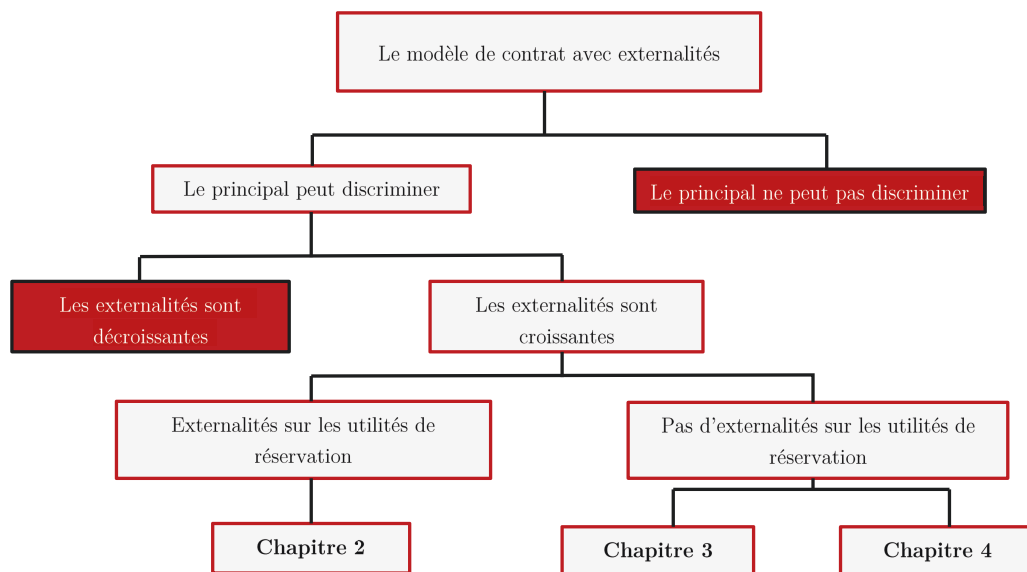 Le modèle de contrat avec externalités
Le principal peut discriminer
Le principal ne peut pas discriminer
Les externalités sont
décroissantes
Les externalités sont
croissantes
Externalités sur les utilités de
réservation
Pas d'externalités sur les utilités de
réservation
Chapitre 2
Chapitre 3
Chapitre 4